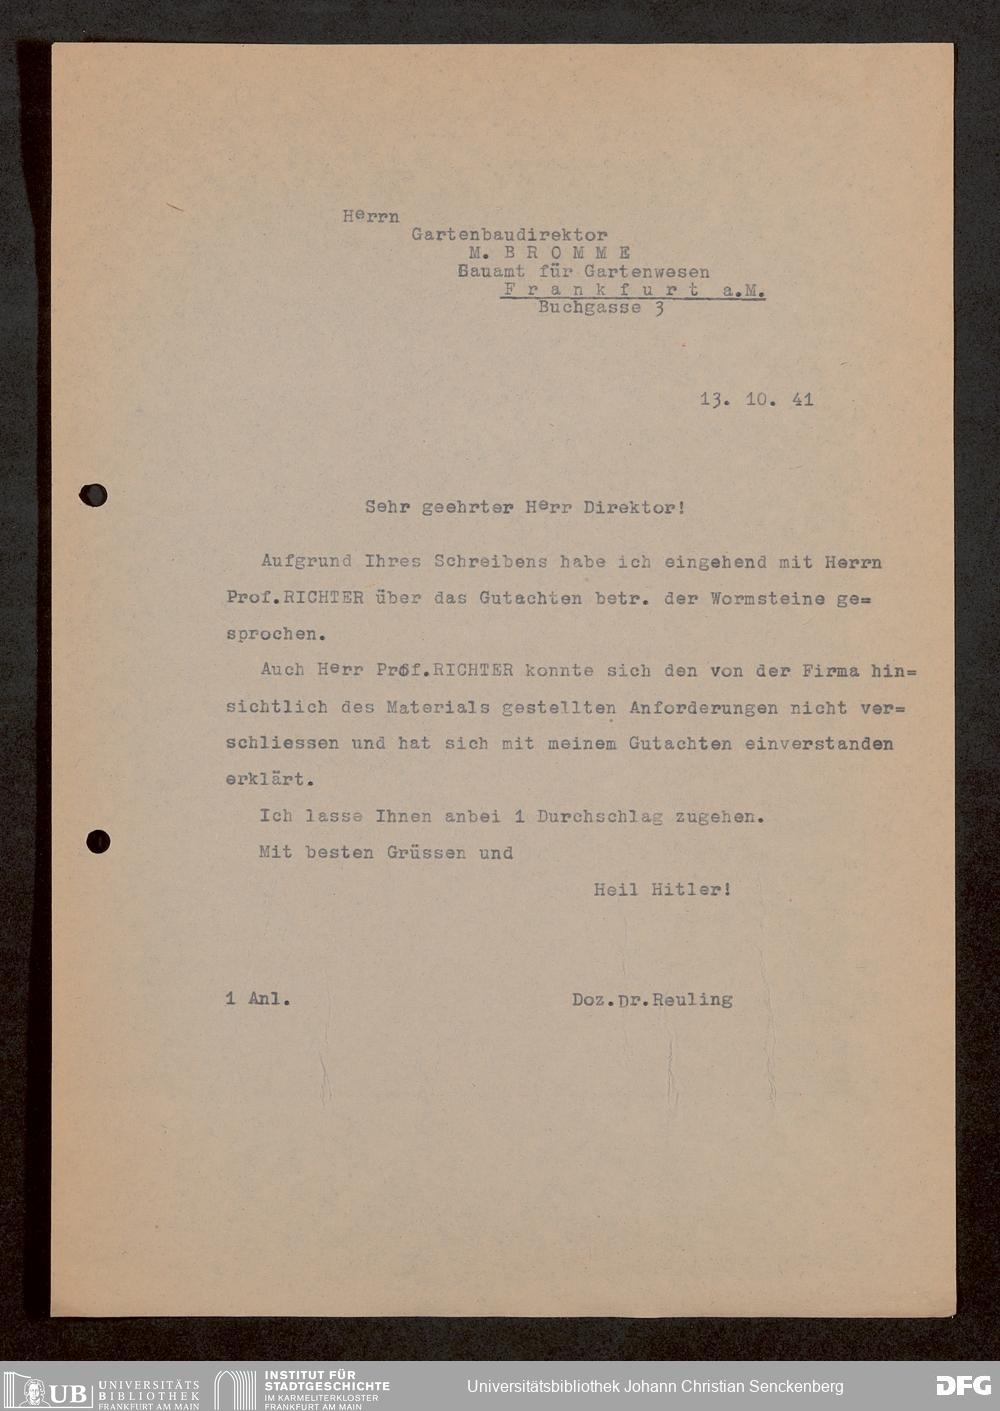 Herrn
Gartenbaudirektor
M. B R O M M E
Bauamt für Gartenwesen
F r a n k f u r t a.M.
Buchgasse 3
13. 10. 41
Sehr geehrter Herr Direktor!
Aufgrund Ihres Schreibens habe ich eingehend mit Herrn
Prof.RICHTER über das Gutachten betr. der Wormsteine ge=
sprochen.
Auch Herr Prof.RICHTER konnte sich den von der Firma hin=
sichtlich des Materials gestellten Anforderungen nicht ver=
schliessen und hat sich mit meinem Gutachten einverstanden
erklärt.
Ich lasse Ihnen anbei 1 Durchschlag zugehen.
Mit besten Grüssen und
Heil Hitler!
1 Anl. Doz.Dr.Reuling
UB UNIVERSITÄTS
BIBLIOTHEK
FRANKFURT AM MAIN
INSTITUT FÜR
STADTGESCHICHTE
IM KARMELITERKLOSTER
FRANKFURT AM MAIN
Universitätsbibliothek Johann Christian Senckenberg
DFG